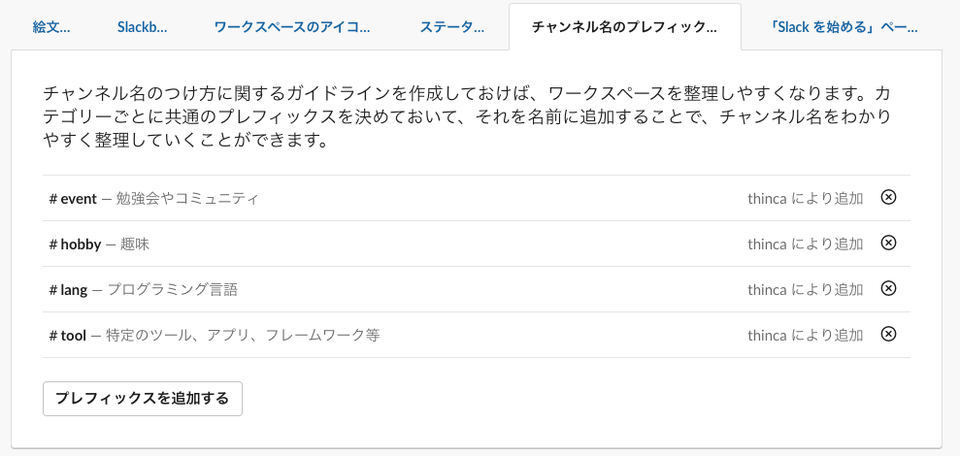 絵文... Slackb... ワークスペースのアイコ... ステータ... チャンネル名のプレフィック... 「Slack を始める」ペー...
チャンネル名のつけ方に関するガイドラインを作成しておけば、ワークスペースを整理しやすくなります。カ
テゴリーごとに共通のプレフィックスを決めておいて、それを名前に追加することで、チャンネル名をわかり
やすく整理していくことができます。
# event – 勉強会やコミュニティ thinca により追加
# hobby – 趣味 thinca により追加
# lang – プログラミング言語 thinca により追加
# tool – 特定のツール、アプリ、フレームワーク等 thinca により追加
プレフィックスを追加する